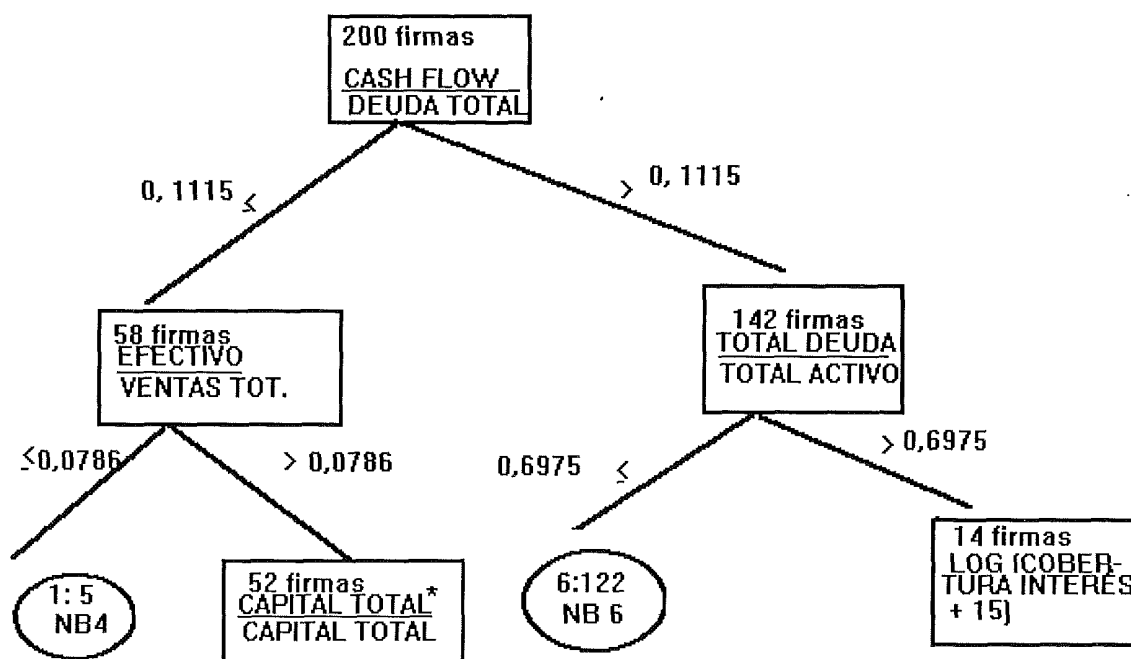 200 firmas
CASH FLOW
DEUDA TOTAL
0, 1115 ≤
> 0, 1115
58 firmas
EFECTIVO
VENTAS TOT.
142 firmas
TOTAL DEUDA
TOTAL ACTIVO
≤0,0786
> 0,0786
0,6975 ≤
> 0,6975
1: 5
NB4
52 firmas
CAPITAL TOTAL*
CAPITAL TOTAL
6:122
NB 6
14 firmas
LOG (COBER-
TURA INTERÉS
+ 15)